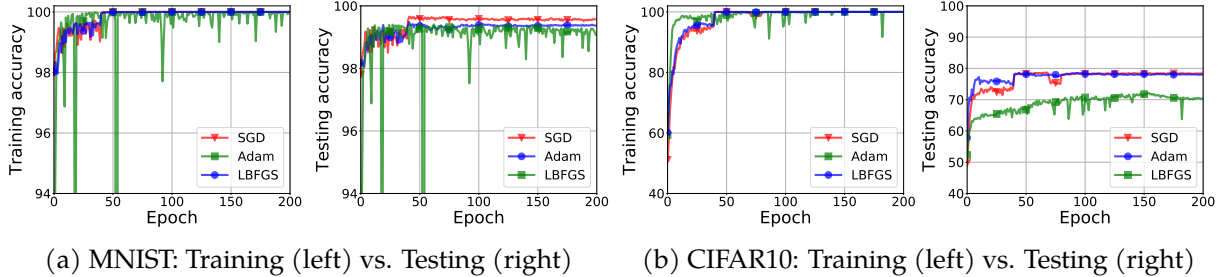 Training accuracy
100
98
96
94
0 50 100 150 200
Epoch
SGD
Adam
LBFGS
Testing accuracy
100
98
96
94
0 50 100 150 200
Epoch
SGD
Adam
LBFGS
(a) MNIST: Training (left) vs. Testing (right)
Training accuracy
100
80
60
40
0 50 100 150 200
Epoch
SGD
Adam
LBFGS
Testing accuracy
100
90
80
70
60
50
40
0 50 100 150 200
Epoch
SGD
Adam
LBFGS
(b) CIFAR10: Training (left) vs. Testing (right)